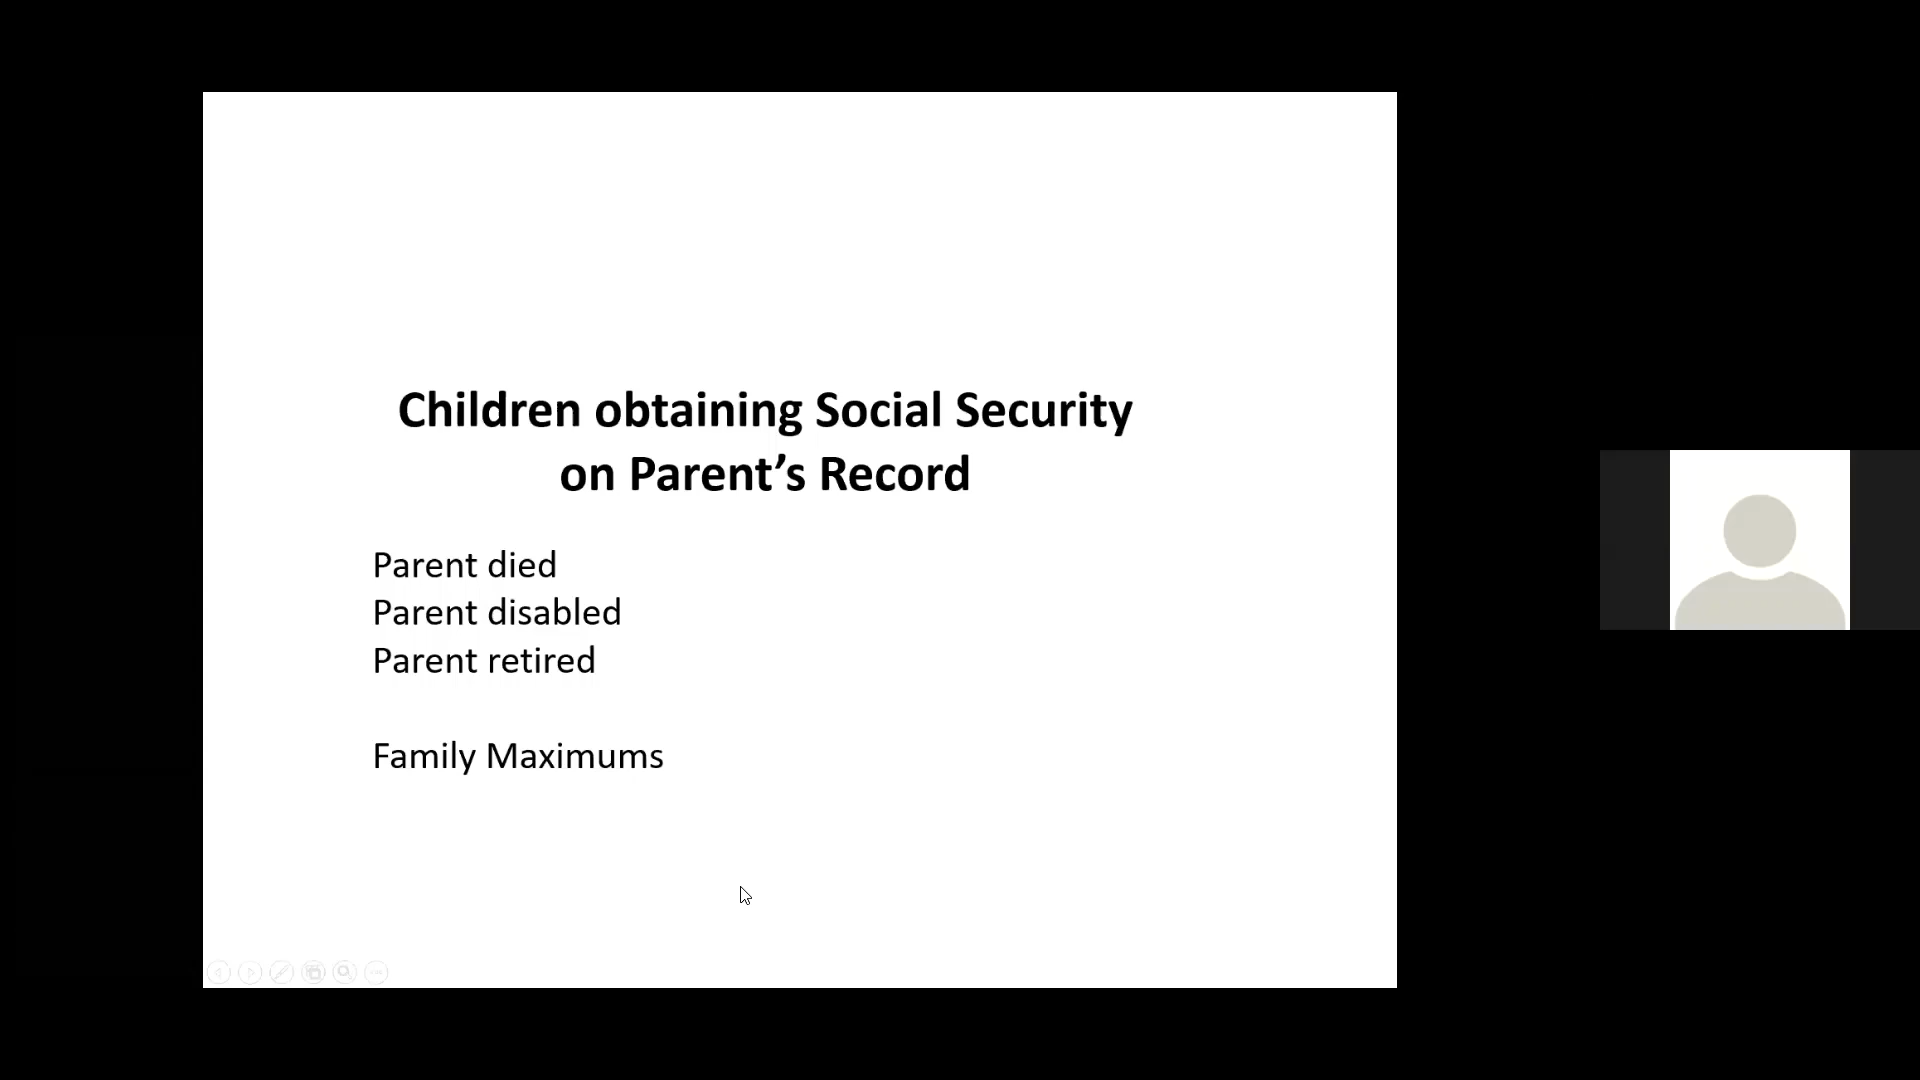 Children obtaining Social Security
on Parent’s Record
Parent died
Parent disabled
Parent retired
Family Maximums